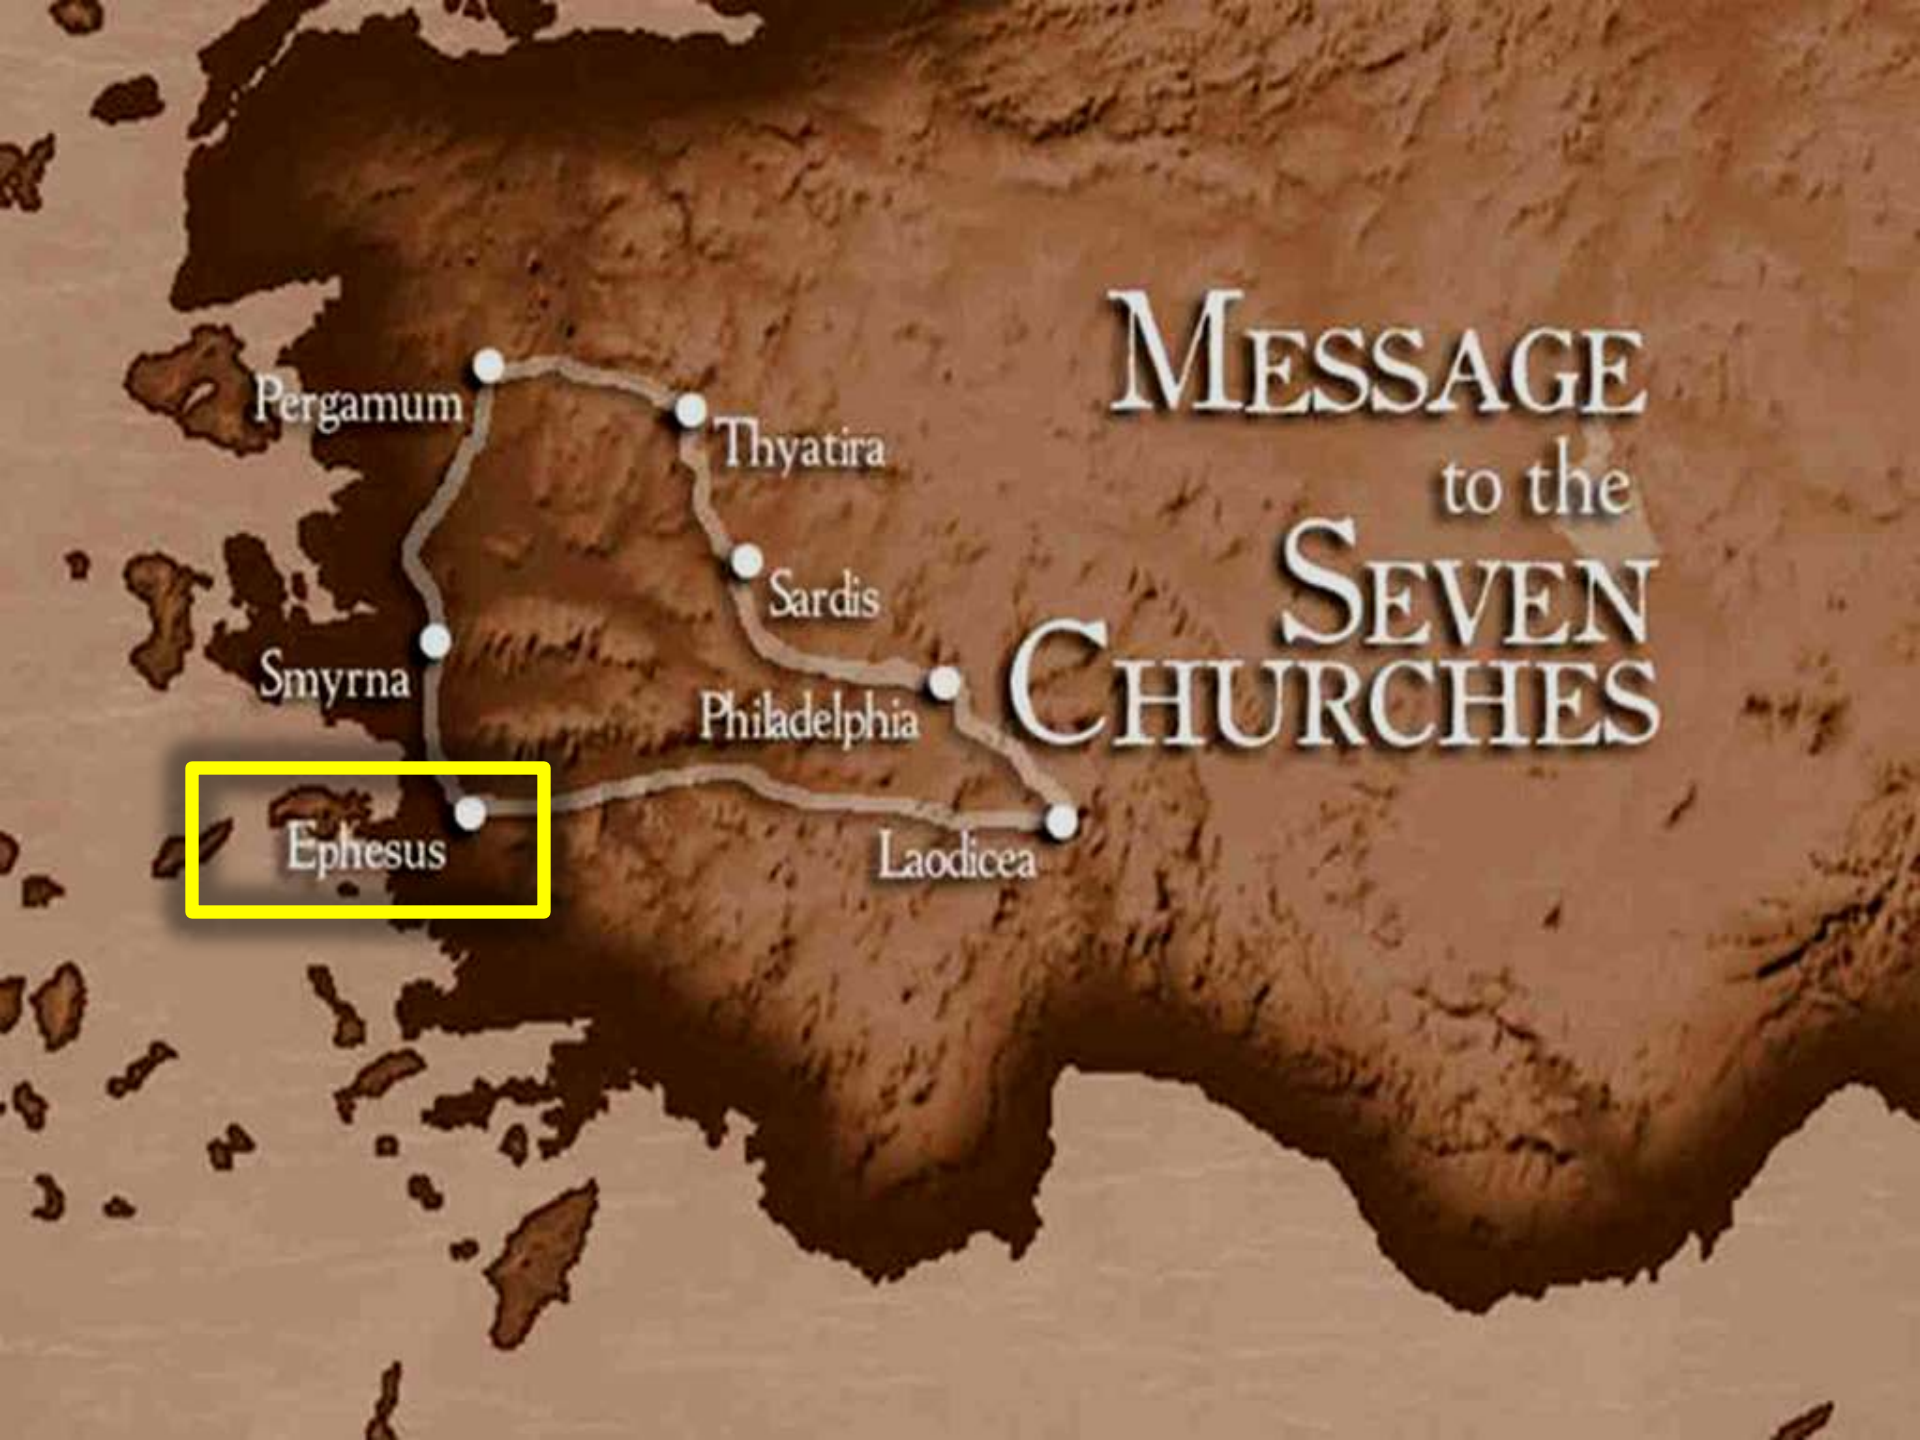 MESSAGE
to the
SEVEN
CHURCHES
Pergamum
Thyatira
Sardis
Smyrna
Philadelphia
Ephesus
Laodicea